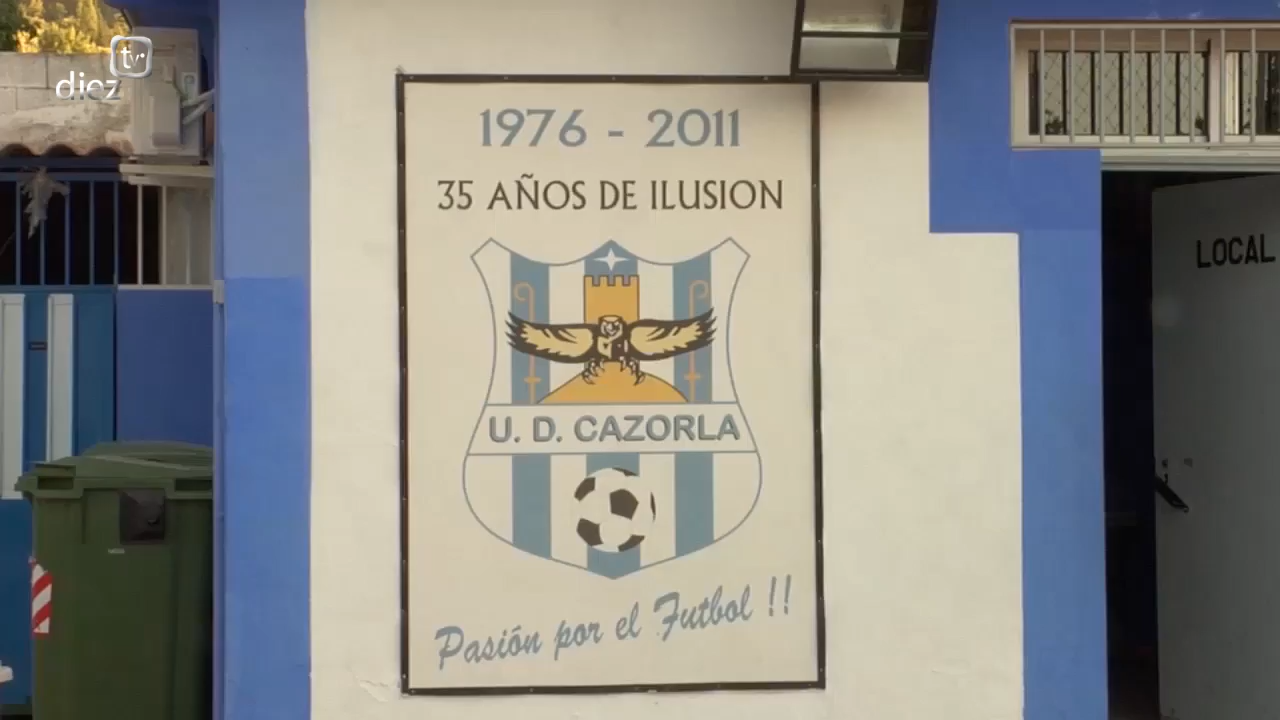 diez tv
1976 - 2011
35 AÑOS DE ILUSION
LOCAL
U. D. CAZORLA
Pasión por el Futbol !!